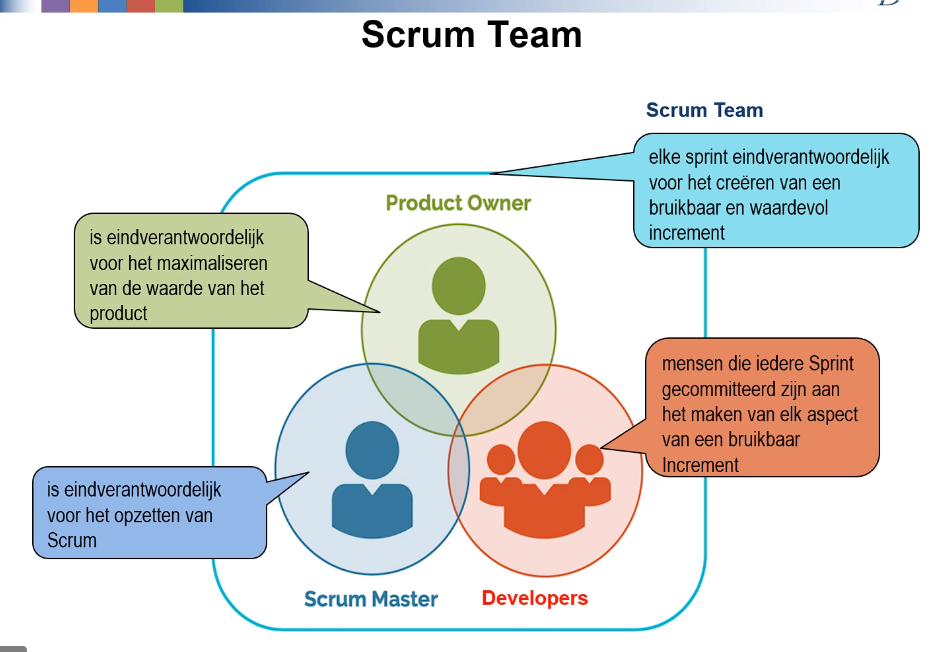 Scrum Team
Scrum Team
elke sprint eindverantwoordelijk
voor het creëren van een
bruikbaar en waardevol
increment
Product Owner
is eindverantwoordelijk
voor het maximaliseren
van de waarde van het
product
mensen die iedere Sprint
gecommitteerd zijn aan
het maken van elk aspect
van een bruikbaar
Increment
is eindverantwoordelijk
voor het opzetten van
Scrum
Scrum Master
Developers